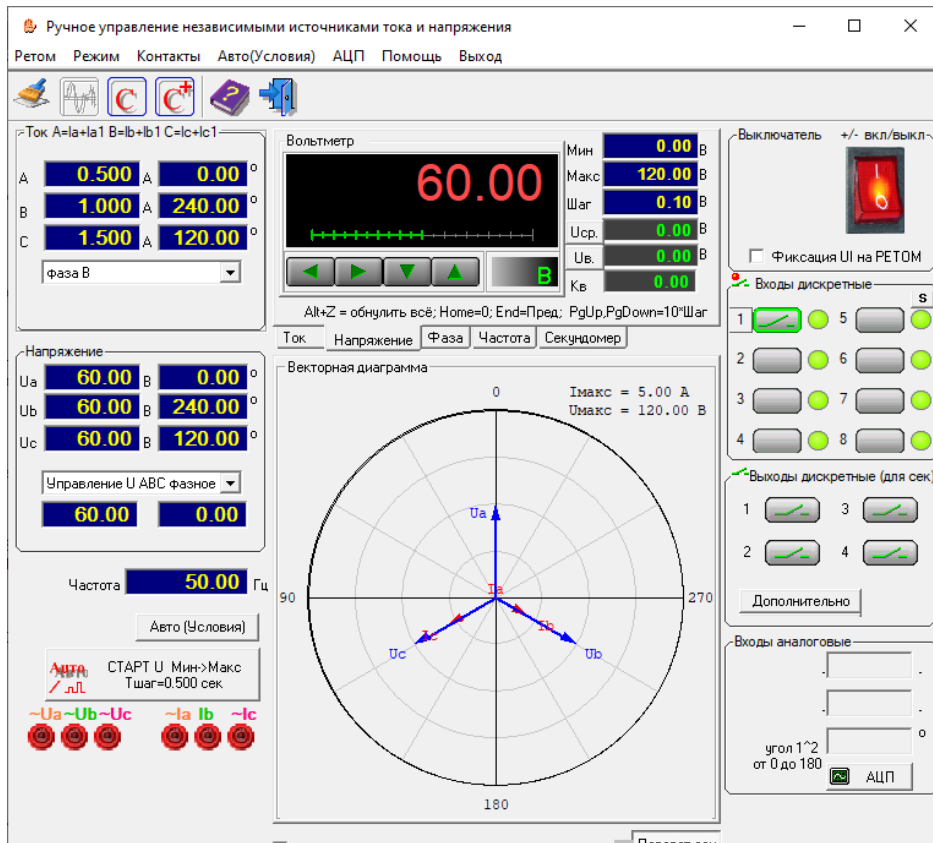 Ручное управление независимыми источниками тока и напряжения
Ретом Режим Контакты Авто(Условия) АЦП Помощь Выход
C C+ ?
Ток А=Ia+Ia1 В=Ib+Ib1 С=Ic+Ic1
А 0.500 А 0.00 °
В 1.000 А 240.00 °
С 1.500 А 120.00 °
фаза В
Напряжение
Ua 60.00 В 0.00 °
Ub 60.00 В 240.00 °
Uc 60.00 В 120.00 °
Управление U ABC фазное
60.00 0.00
Частота 50.00 Гц
Авто (Условия)
Авто
СТАРТ U Мин->Макс
Тшаг=0.500 сек
~Ua ~Ub ~Uc ~Ia Ib ~Ic
Вольтметр
60.00
В
Мин 0.00 В
Макс 120.00 В
Шаг 0.10 В
Uср. 0.00 В
Uв. 0.00 В
Кв 0.00
Alt+Z = обнулить всё; Home=0; End=Пред; PgUp,PgDown=10*Шаг
Ток Напряжение Фаза Частота Секундомер
Векторная диаграмма
Iмакс = 5.00 А
Uмакс = 120.00 В
0
Ua
Ia
90
270
Ic
Ib
Uc
Ub
180
Выключатель +/- вкл/выкл-
Фиксация UI на РЕТОМ
Входы дискретные
S
1 5
2 6
3 7
4 8
Выходы дискретные (для сек)
1 3
2 4
Дополнительно
Входы аналоговые
°
угол 1^2
от 0 до 180
АЦП